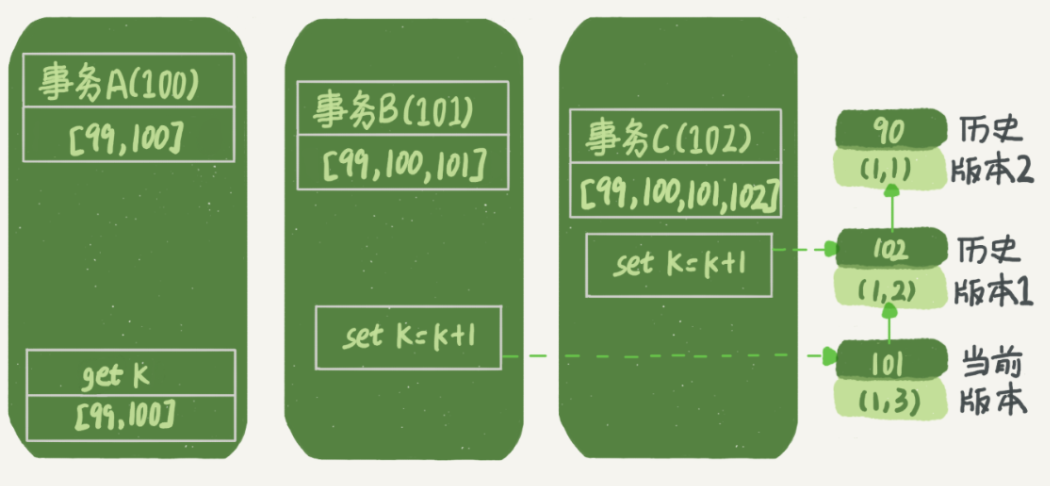 事务A(100)
[99,100]
get K
[99,100]
事务B(101)
[99,100,101]
set K=k+1
事务C(102)
[99,100,101,102]
set K=k+1
90
(1,1)
历史
版本2
102
(1,2)
历史
版本1
101
(1,3)
当前
版本